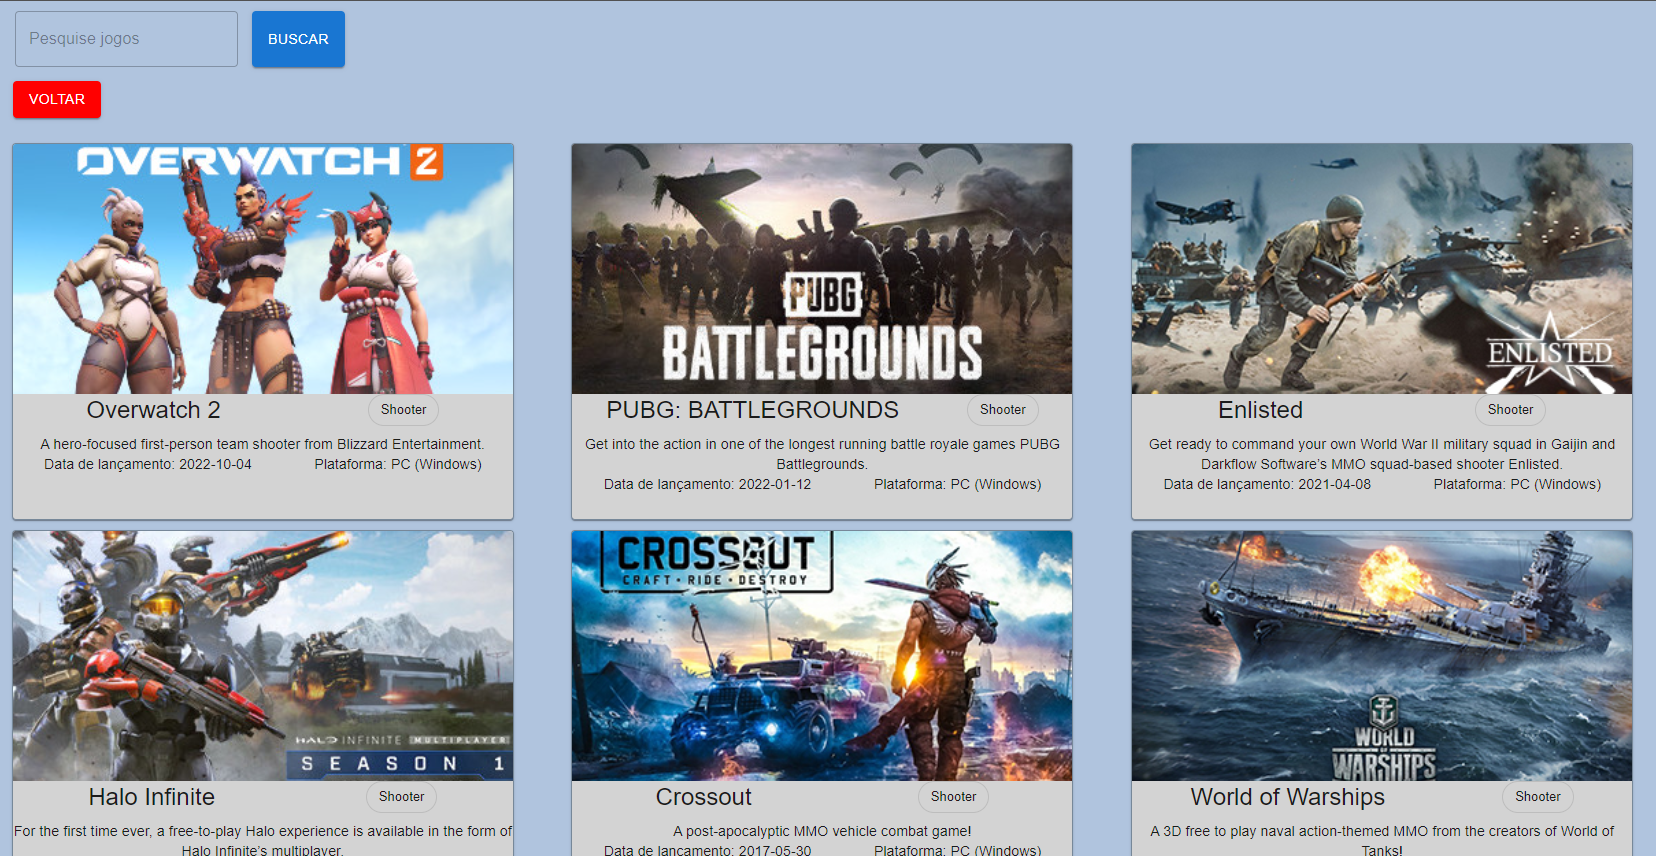 Pesquise jogos
BUSCAR
VOLTAR
OVERWATCH 2
PUBG
BATTLEGROUNDS
ENLISTED
Overwatch 2
Shooter
A hero-focused first-person team shooter from Blizzard Entertainment.
Data de lançamento: 2022-10-04
Plataforma: PC (Windows)
PUBG: BATTLEGROUNDS
Shooter
Get into the action in one of the longest running battle royale games PUBG
Battlegrounds.
Data de lançamento: 2022-01-12
Plataforma: PC (Windows)
Enlisted
Shooter
Get ready to command your own World War II military squad in Gaijin and
Darkflow Software’s MMO squad-based shooter Enlisted.
Data de lançamento: 2021-04-08
Plataforma: PC (Windows)
HALO INFINITE MULTIPLAYER
SEASON 1
CROSSOUT
CRAFT • RIDE • DESTROY
WORLD
OF
WARSHIPS
Halo Infinite
Shooter
For the first time ever, a free-to-play Halo experience is available in the form of
Halo Infinite’s multiplayer.
Crossout
Shooter
A post-apocalyptic MMO vehicle combat game!
Data de lançamento: 2017-05-30
Plataforma: PC (Windows)
World of Warships
Shooter
A 3D free to play naval action-themed MMO from the creators of World of
Tanks!